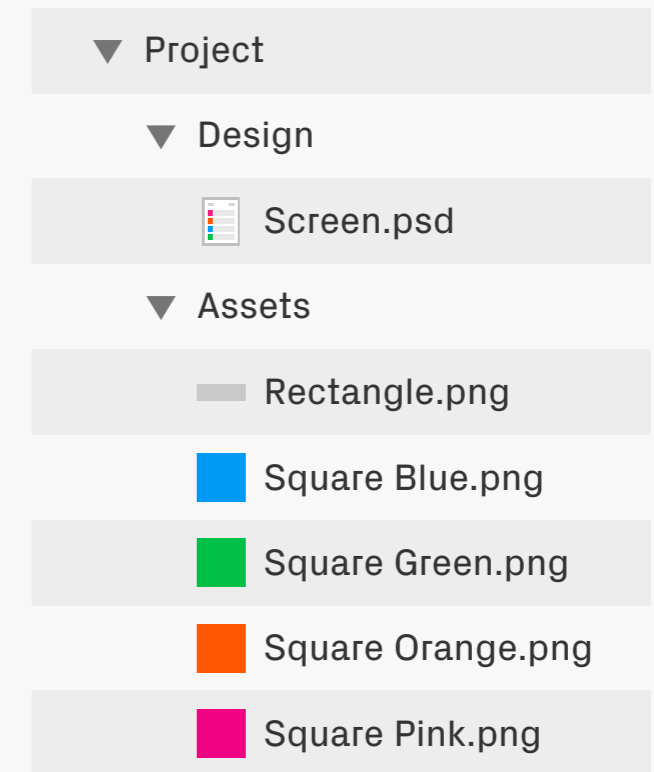 Project
Design
Screen.psd
Assets
Rectangle.png
Square Blue.png
Square Green.png
Square Orange.png
Square Pink.png